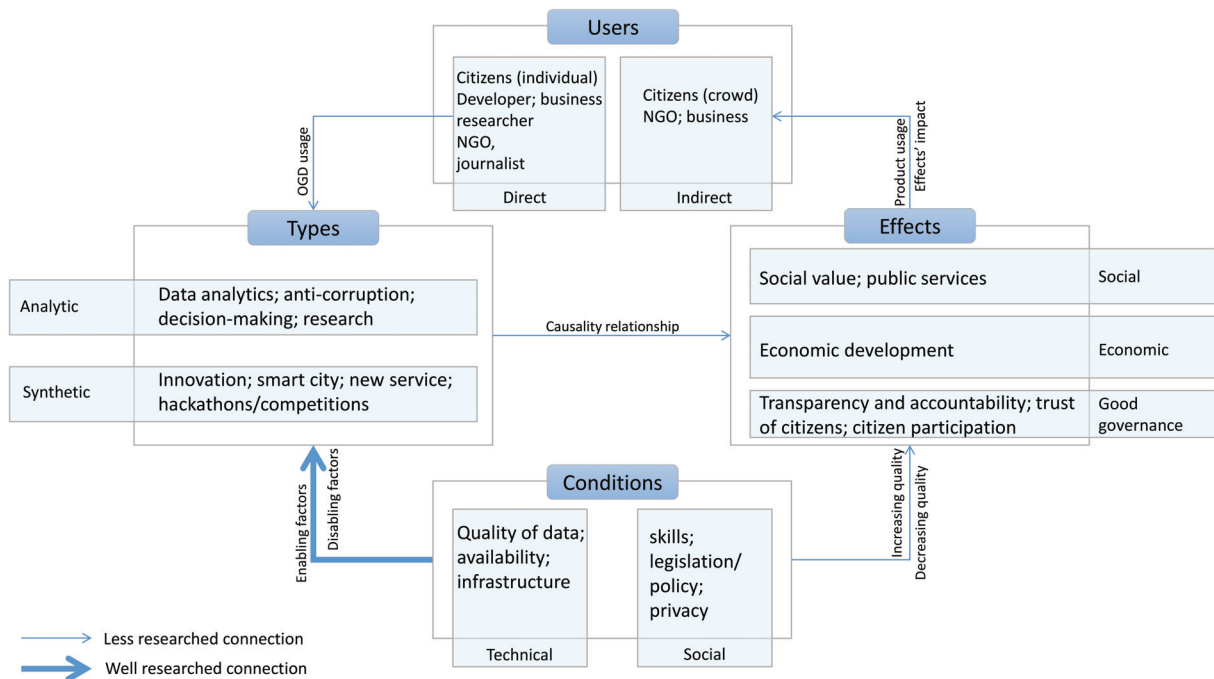 Users
Citizens (individual)
Developer; business
researcher
NGO,
journalist
Direct
Citizens (crowd)
NGO; business
Indirect
OGD usage
Product usage
Effects' impact
Types
Analytic
Data analytics; anti-corruption;
decision-making; research
Synthetic
Innovation; smart city; new service;
hackathons/competitions
Causality relationship
Effects
Social value; public services
Social
Economic development
Economic
Transparency and accountability; trust
of citizens; citizen participation
Good
governance
Enabling factors
Disabling factors
Conditions
Quality of data;
availability;
infrastructure
Technical
skills;
legislation/
policy;
privacy
Social
Increasing quality
Decreasing quality
Less researched connection
Well researched connection